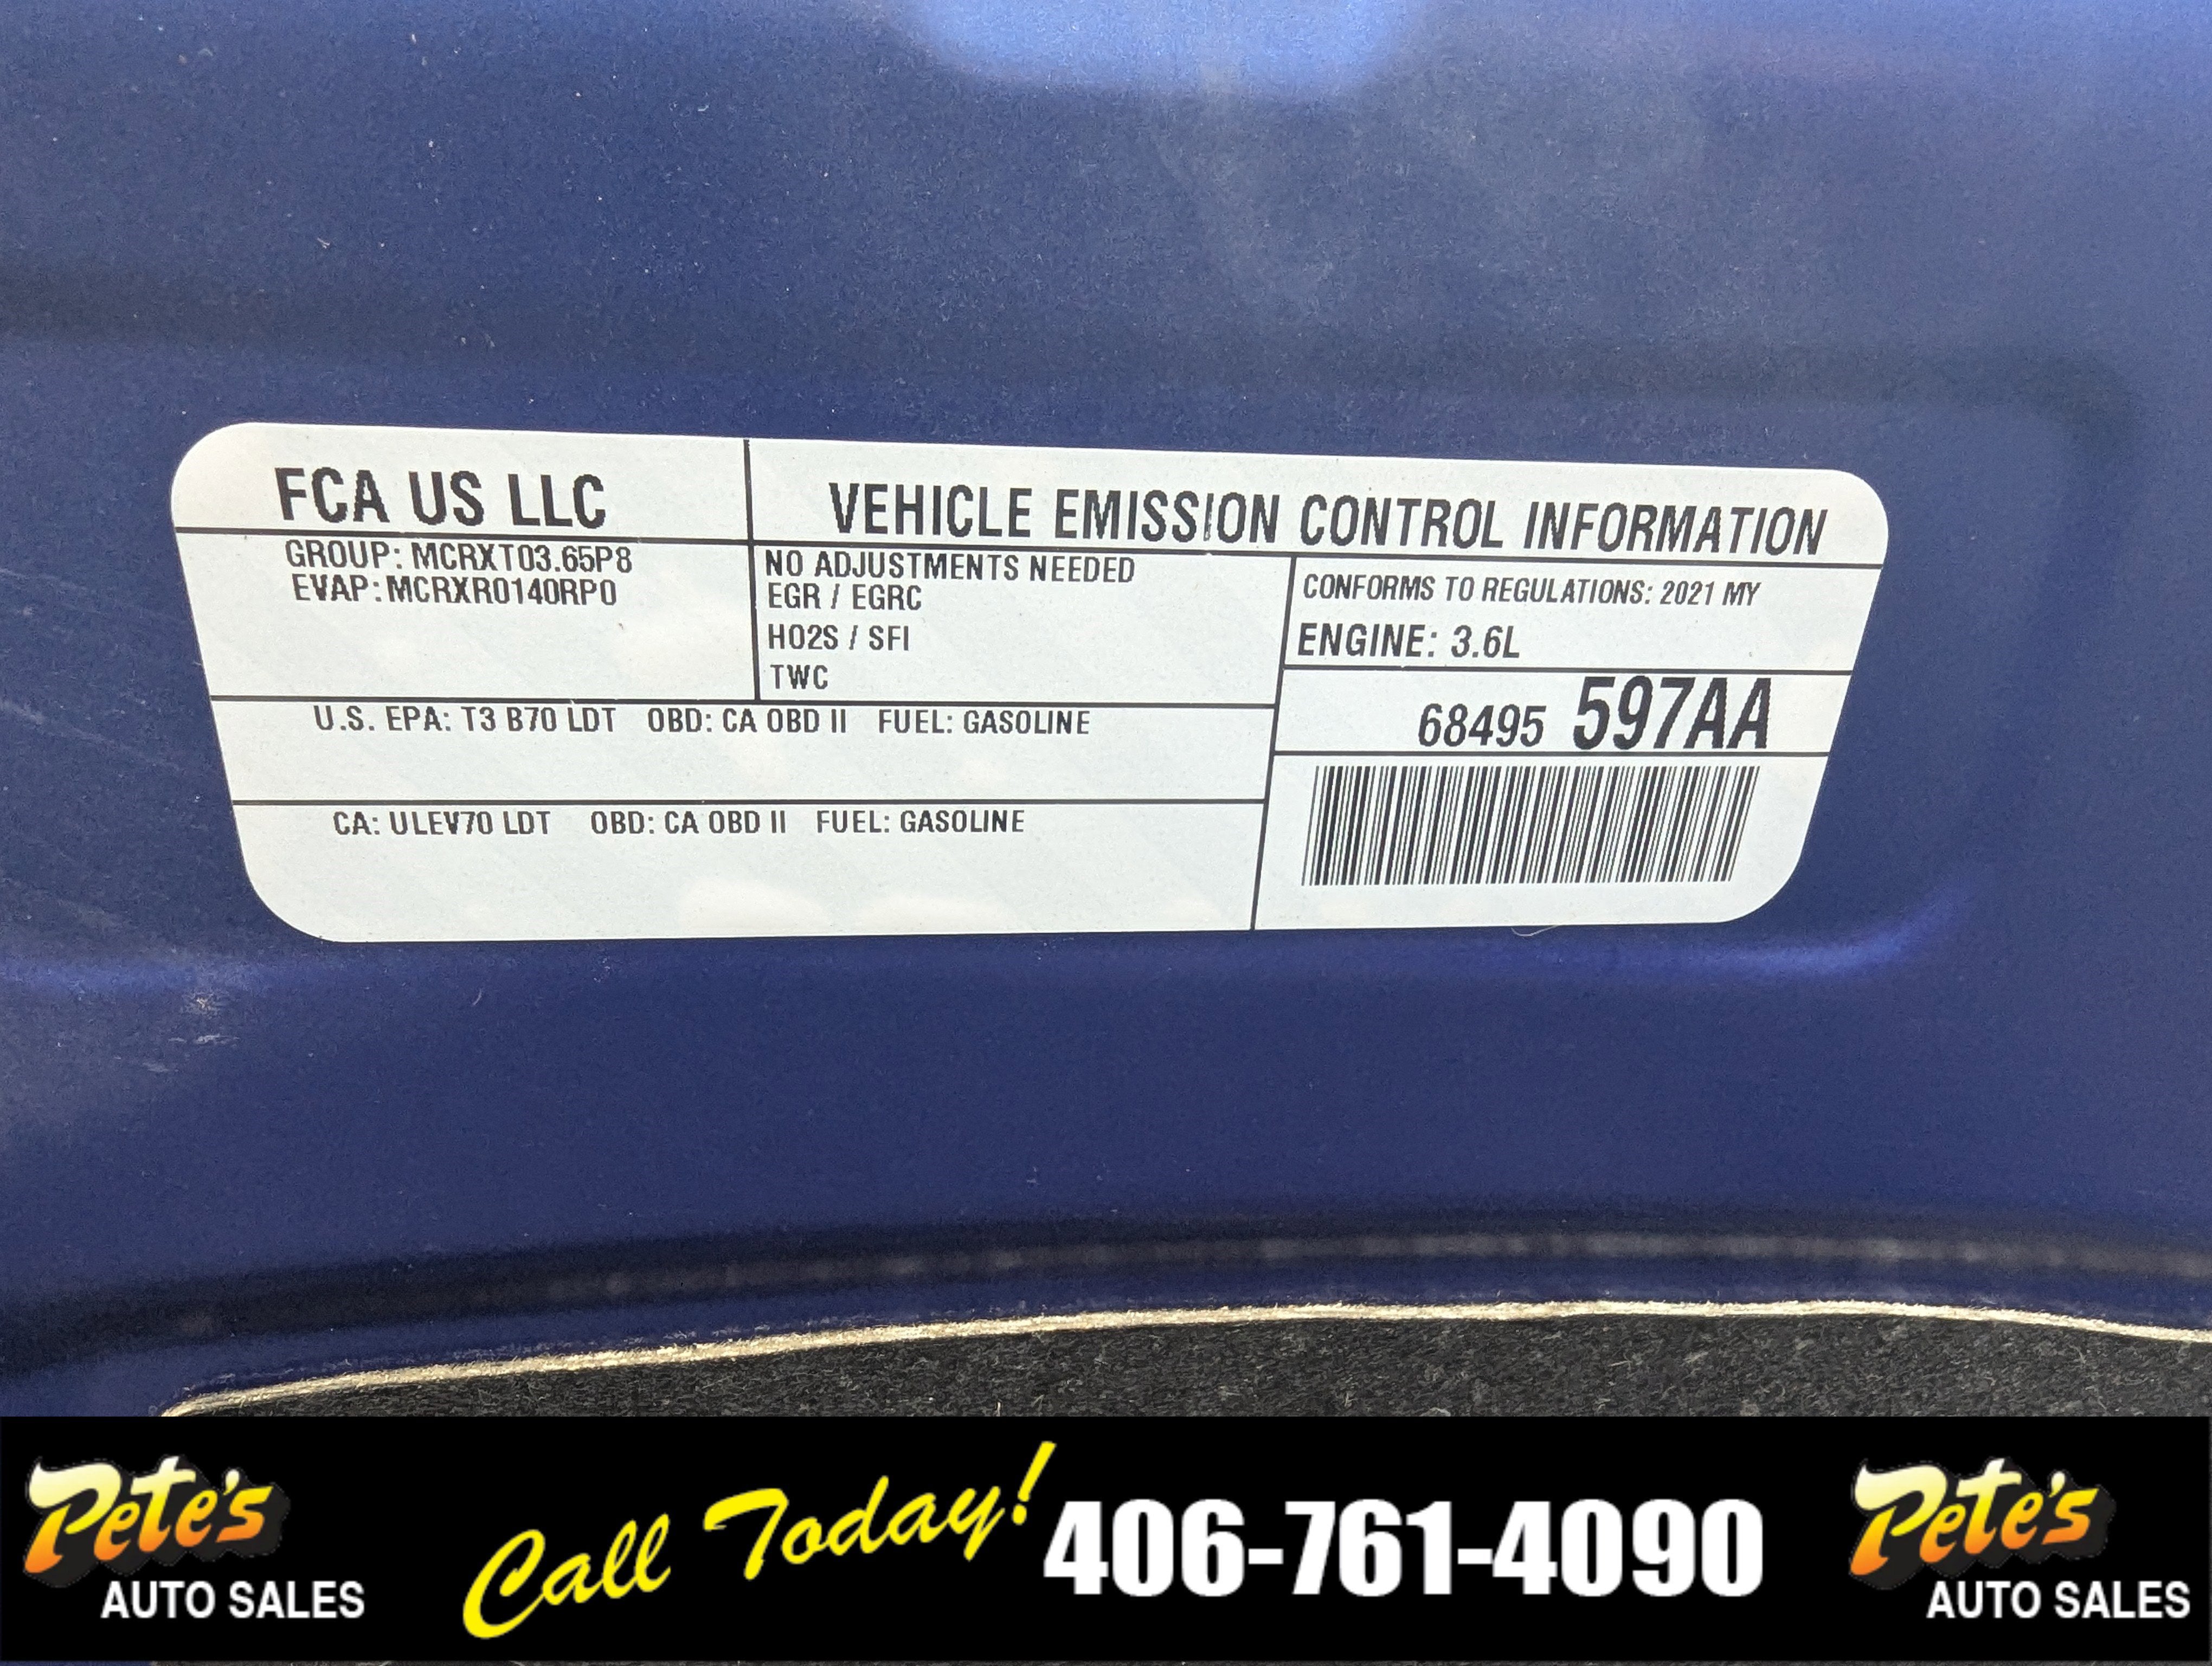 FCA US LLC
VEHICLE EMISSION CONTROL INFORMATION
GROUP: MCRXT03.65P8
EVAP: MCRXR0140RP0
NO ADJUSTMENTS NEEDED
EGR / EGRC
HO2S / SFI
TWC
CONFORMS TO REGULATIONS: 2021 MY
ENGINE: 3.6L
68495 597AA
U.S. EPA: T3 B70 LDT OBD: CA OBD II FUEL: GASOLINE
CA: ULEV70 LDT OBD: CA OBD II FUEL: GASOLINE
Pete's
AUTO SALES
Call Today!
406-761-4090
Pete's
AUTO SALES